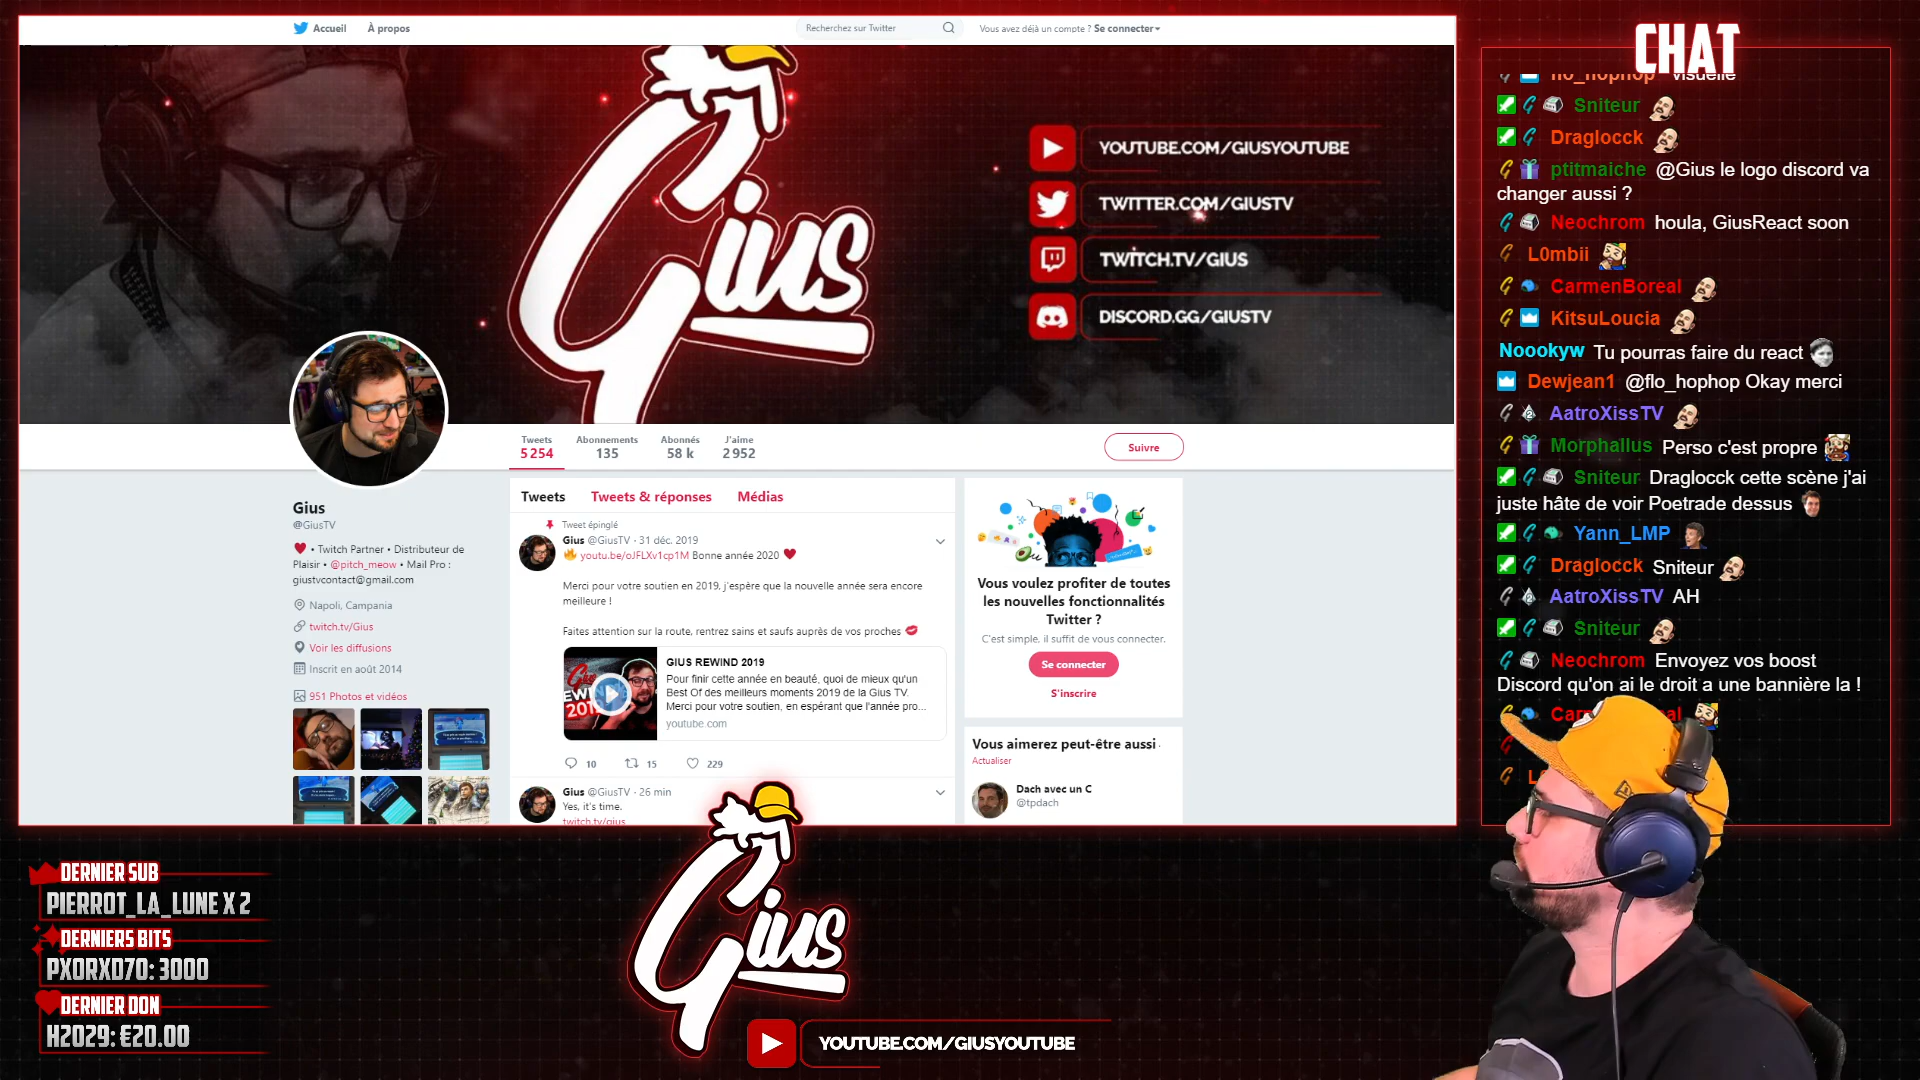 Accueil
À propos
Recherchez sur Twitter
Vous avez déjà un compte ? Se connecter
Gius
YOUTUBE.COM/GIUSYOUTUBE
TWITTER.COM/GIUSTV
TWITCH.TV/GIUS
DISCORD.GG/GIUSTV
Tweets
5 254
Abonnements
135
Abonnés
58 k
J'aime
2 952
Suivre
Gius
@GiusTV
• Twitch Partner • Distributeur de
Plaisir • @pitch_meow • Mail Pro :
giustvcontact@gmail.com
Napoli, Campania
twitch.tv/Gius
Voir les diffusions
Inscrit en août 2014
951 Photos et vidéos
Tweets
Tweets & réponses
Médias
Tweet épinglé
Gius @GiusTV • 31 déc. 2019
youtu.be/oJFLXv1cp1M Bonne année 2020
Merci pour votre soutien en 2019, j'espère que la nouvelle année sera encore
meilleure !
Faites attention sur la route, rentrez sains et saufs auprès de vos proches
GIUS REWIND 2019
Pour finir cette année en beauté, quoi de mieux qu'un
Best Of des meilleurs moments 2019 de la Gius TV.
Merci pour votre soutien, en espérant que l'année pro...
youtube.com
10
15
229
Gius @GiusTV • 26 min
Yes, it's time.
twitch.tv/gius
Vous voulez profiter de toutes
les nouvelles fonctionnalités
Twitter ?
C'est simple, il suffit de vous connecter.
Se connecter
S'inscrire
Vous aimerez peut-être aussi
Actualiser
Dach avec un C
@tpdach
CHAT
flo_hophop visuelle
Sniteur
Draglocck
ptitmaiche @Gius le logo discord va
changer aussi ?
Neochrom houla, GiusReact soon
L0mbii
CarmenBoreal
KitsuLoucia
Noookyw Tu pourras faire du react
Dewjean1 @flo_hophop Okay merci
AatroXissTV
Morphallus Perso c'est propre
Sniteur Draglocck cette scène j'ai
juste hâte de voir Poetrade dessus
Yann_LMP
Draglocck Sniteur
AatroXissTV AH
Sniteur
Neochrom Envoyez vos boost
Discord qu'on ai le droit a une bannière la !
DERNIER SUB
PIERROT_LA_LUNE X 2
DERNIERS BITS
PXORXD70: 3000
DERNIER DON
H2029: €20.00
Gius
YOUTUBE.COM/GIUSYOUTUBE